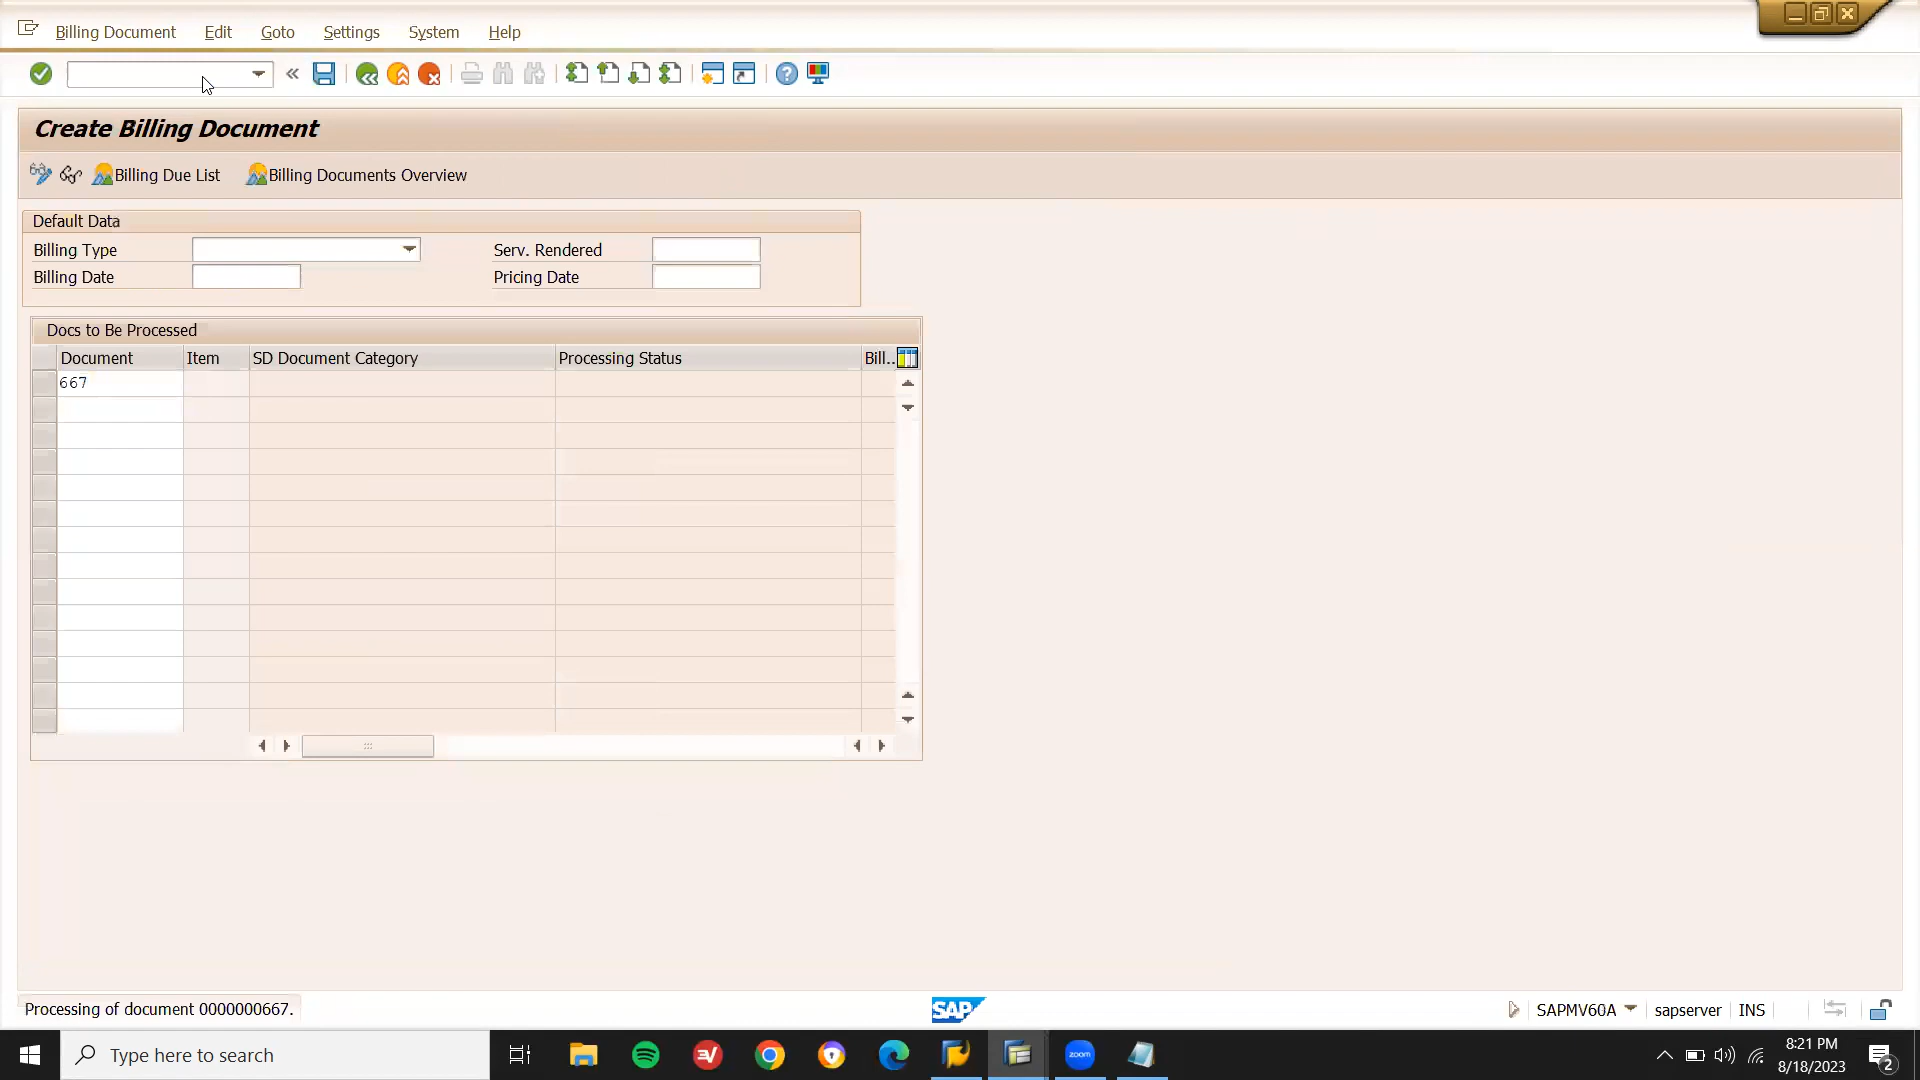 Billing Document Edit Goto Settings System Help
Create Billing Document
Billing Due List Billing Documents Overview
Default Data
Billing Type Serv. Rendered
Billing Date Pricing Date
Docs to Be Processed
Document Item SD Document Category Processing Status Bill..
667
Processing of document 0000000667.
SAP
SAPMV60A sapserver INS
Type here to search
EV
zoom
8:21 PM
8/18/2023
2